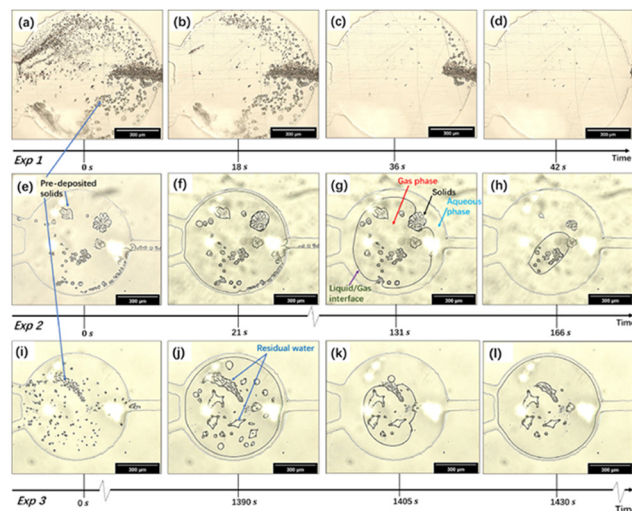 (a)
(b)
(c)
(d)
300 μm
300 μm
300 μm
300 μm
Exp 1
0 s
18 s
36 s
42 s
Time
(e)
Pre-deposited
solids
(f)
(g)
Gas phase
Solids
Aqueous
phase
Liquid/Gas
interface
(h)
300 μm
300 μm
300 μm
300 μm
Exp 2
0 s
21 s
131 s
166 s
Time
(i)
(j)
Residual water
(k)
(l)
300 μm
300 μm
300 μm
300 μm
Exp 3
0 s
1390 s
1405 s
1430 s
Time